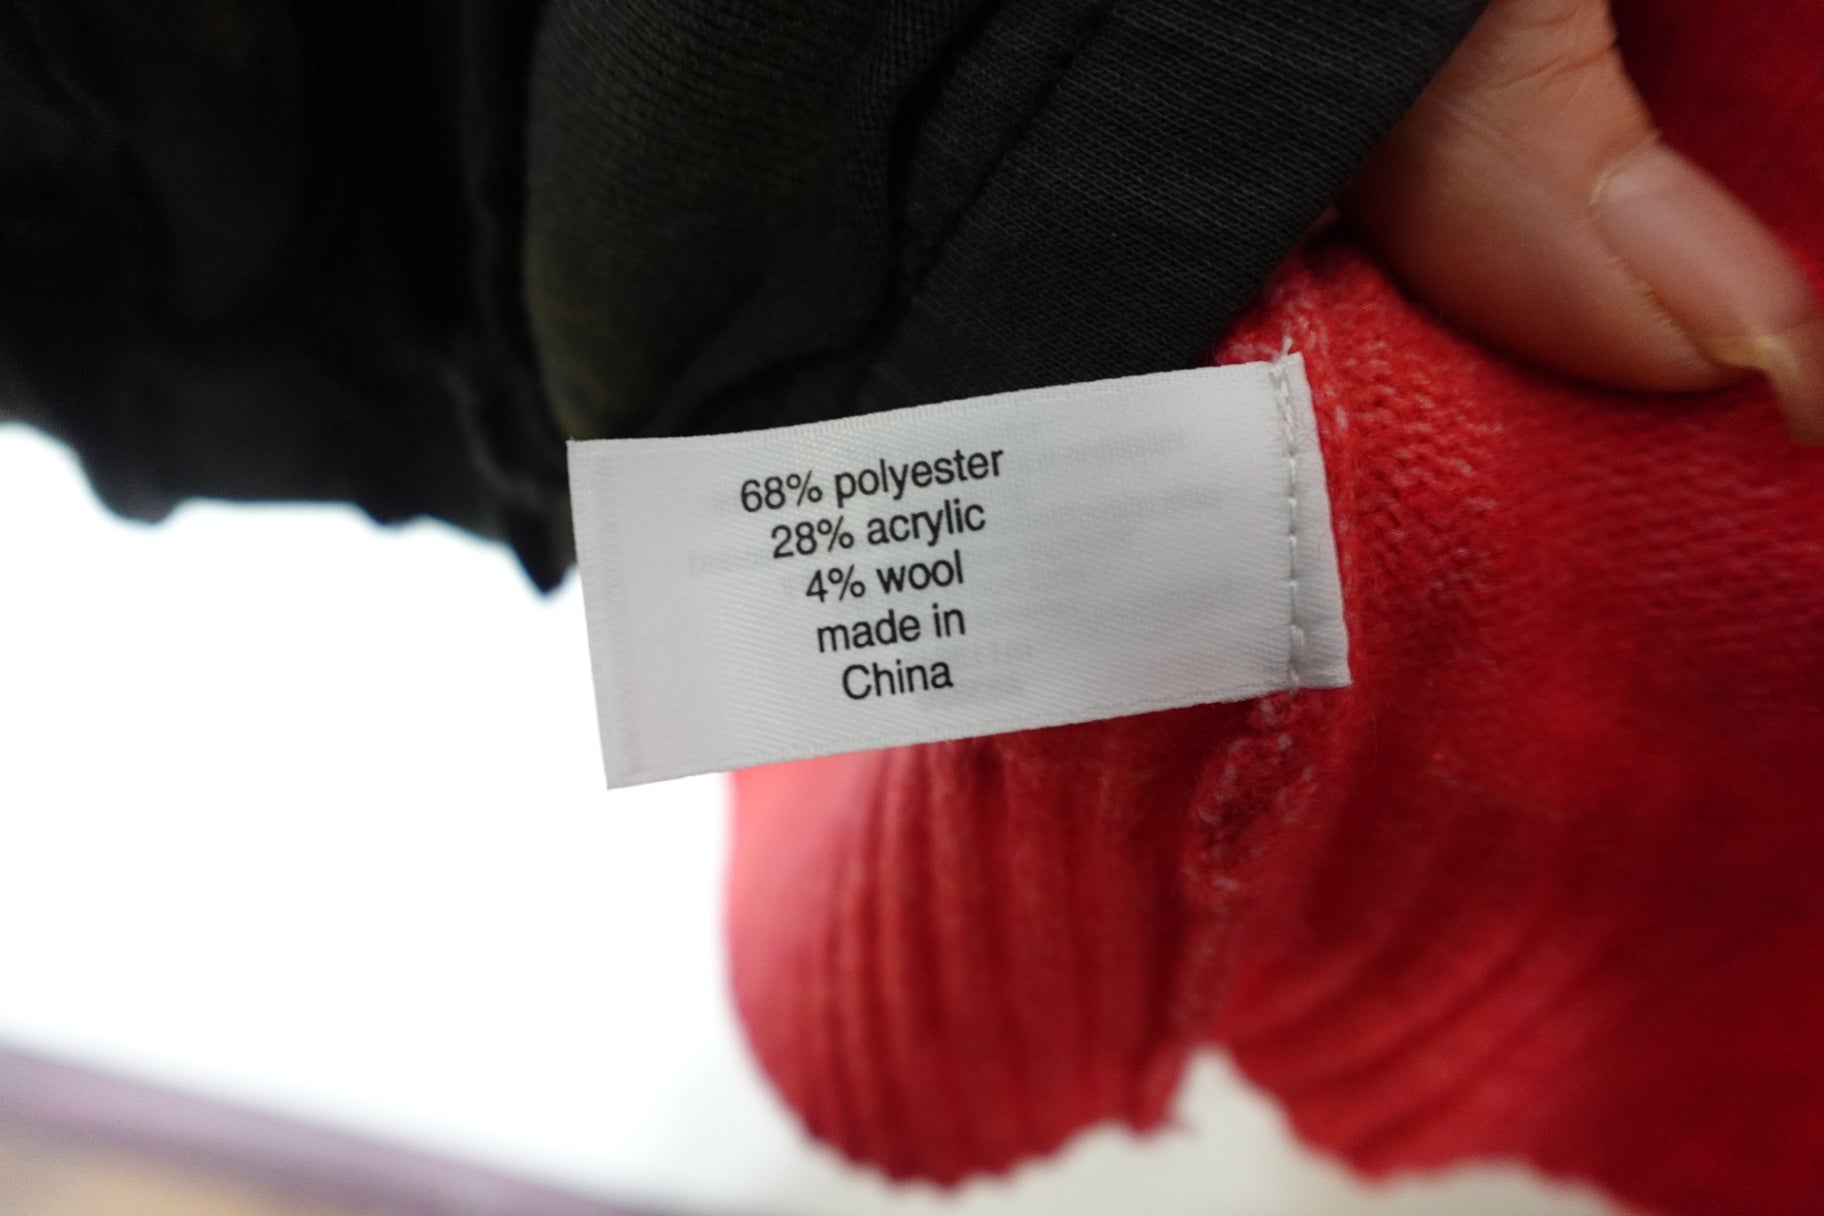 68% polyester
28% acrylic
4% wool
made in
China